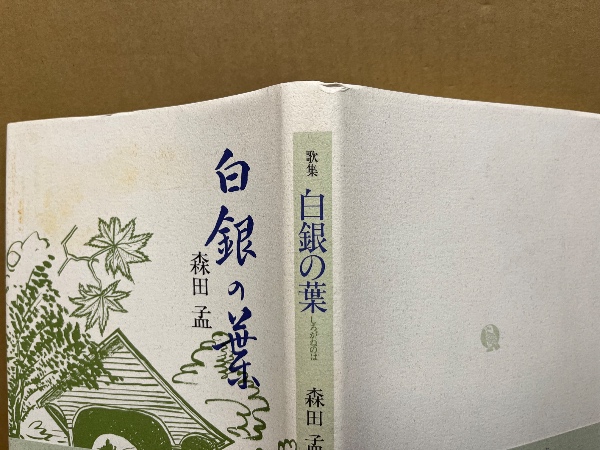 白銀の葉
森田 孟
歌集
白銀の葉
しろがねのは
森田 孟